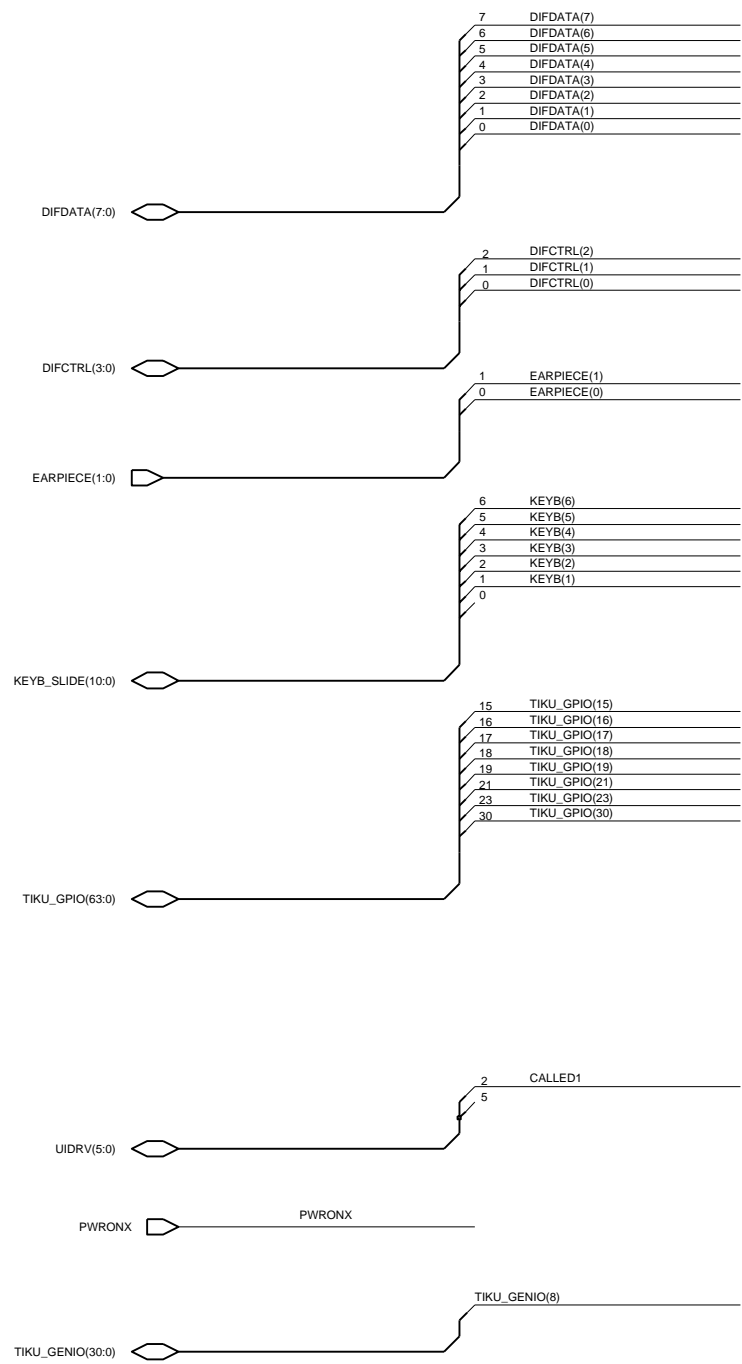 7 DIFDATA(7)
6 DIFDATA(6)
5 DIFDATA(5)
4 DIFDATA(4)
3 DIFDATA(3)
2 DIFDATA(2)
1 DIFDATA(1)
0 DIFDATA(0)
DIFDATA(7:0)
2 DIFCTRL(2)
1 DIFCTRL(1)
0 DIFCTRL(0)
DIFCTRL(3:0)
1 EARPIECE(1)
0 EARPIECE(0)
EARPIECE(1:0)
6 KEYB(6)
5 KEYB(5)
4 KEYB(4)
3 KEYB(3)
2 KEYB(2)
1 KEYB(1)
0
KEYB_SLIDE(10:0)
15 TIKU_GPIO(15)
16 TIKU_GPIO(16)
17 TIKU_GPIO(17)
18 TIKU_GPIO(18)
19 TIKU_GPIO(19)
21 TIKU_GPIO(21)
23 TIKU_GPIO(23)
30 TIKU_GPIO(30)
TIKU_GPIO(63:0)
2 CALLED1
5
UIDRV(5:0)
PWRONX
PWRONX
TIKU_GENIO(8)
TIKU_GENIO(30:0)